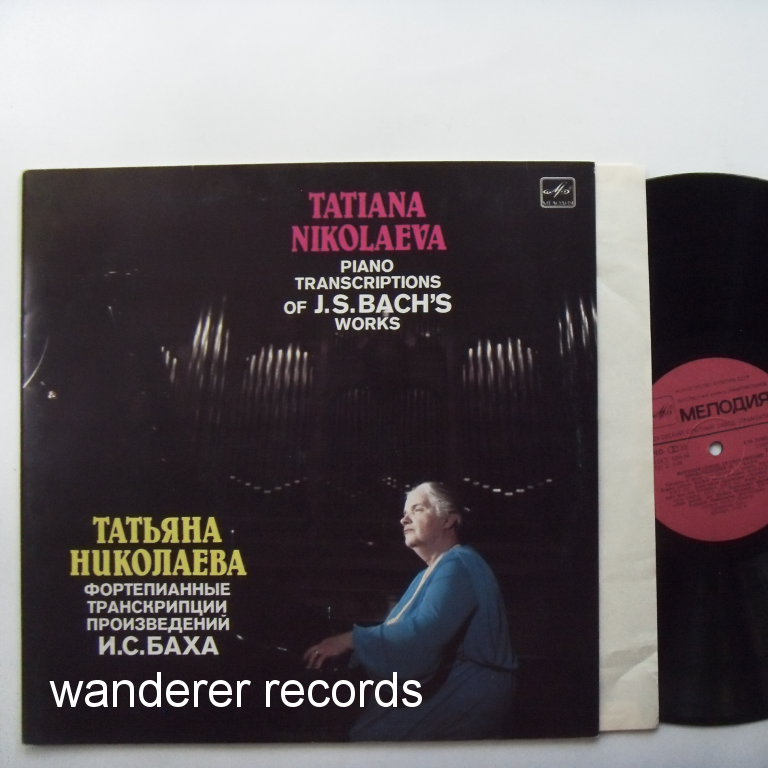 TATIANA
NIKOLAEVA
PIANO
TRANSCRIPTIONS
OF J.S.BACH'S
WORKS
ТАТЬЯНА
НИКОЛАЕВА
ФОРТЕПИАННЫЕ
ТРАНСКРИПЦИИ
ПРОИЗВЕДЕНИЙ
И.С.БАХА
МЕЛОДИЯ
wanderer records